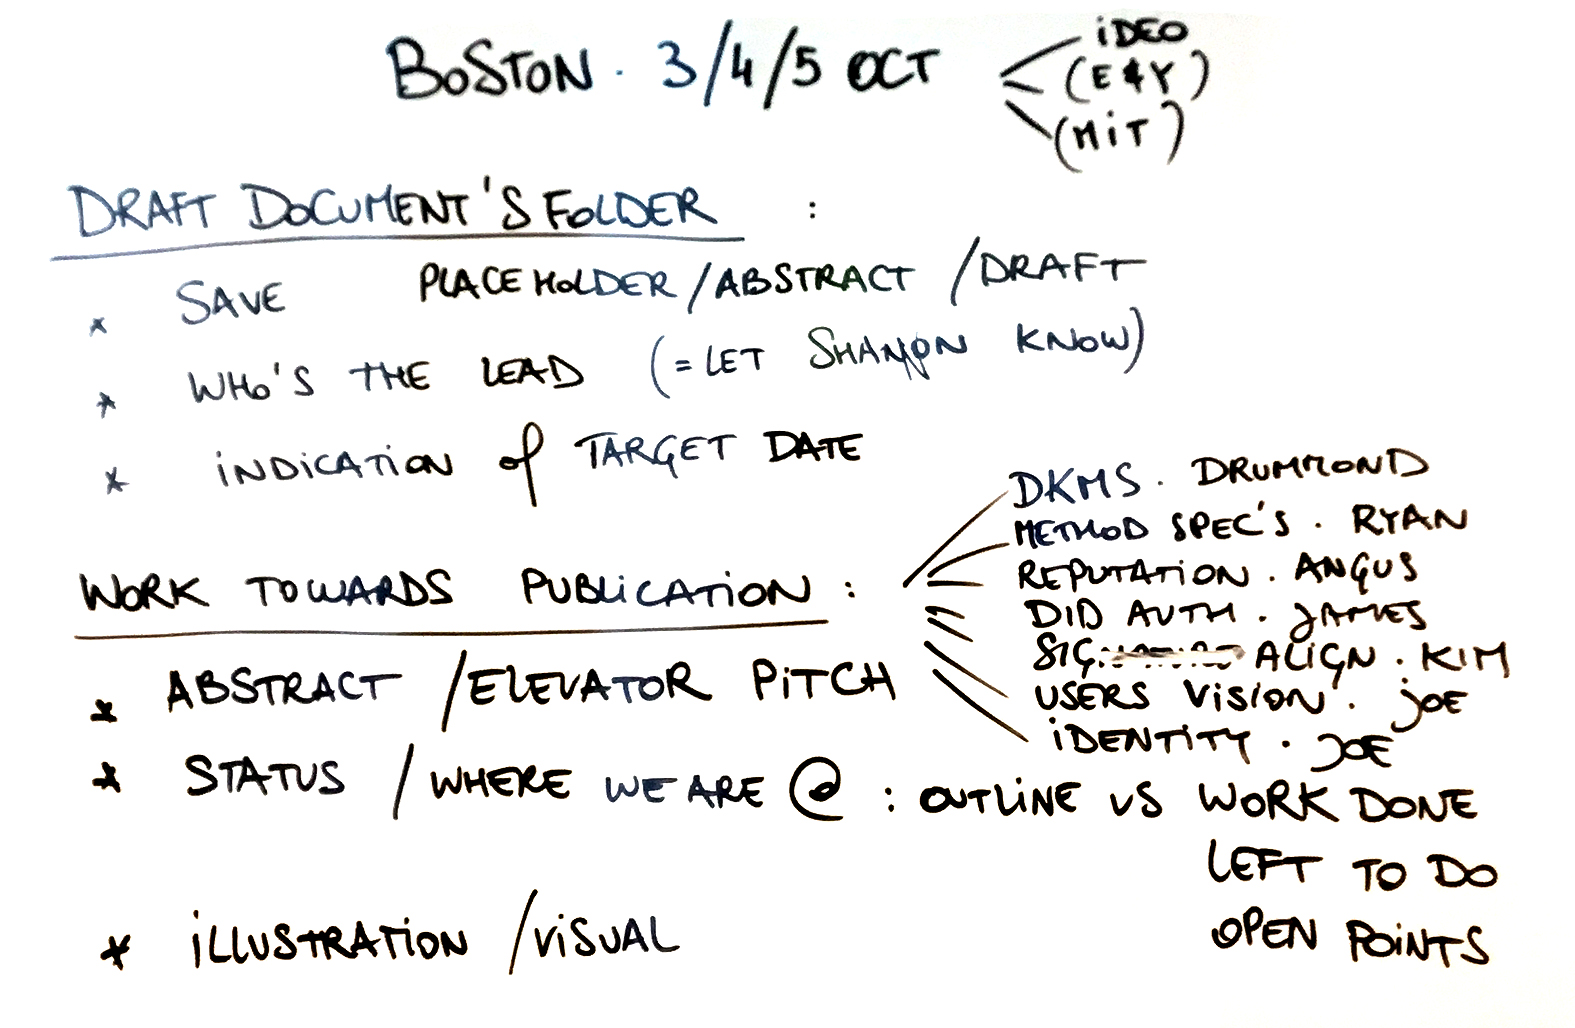 BOSTON . 3/4/5 OCT
iDEO
(E&Y)
(MiT)
DRAFT DOCUMENT'S FOLDER :
* SAVE PLACEHOLDER / ABSTRACT / DRAFT
* WHO'S THE LEAD (= LET SHANNON KNOW)
* iNDiCATiON of TARGET DATE
WORK TOWARDS PUBLiCATiON :
DKMS . DRUMMOND
METHOD SPEC'S . RYAN
REPUTATiON . ANGUS
DID AUTH . JAMES
SIG ALiGN . KIM
USERS ViSION . JOE
iDENTiTY . JOE
* ABSTRACT / ELEVATOR PiTCH
* STATUS / WHERE WE ARE @ : OUTLiNE VS WORK DONE
LEFT TO DO
OPEN POiNTS
* iLLUSTRATiON / ViSUAL